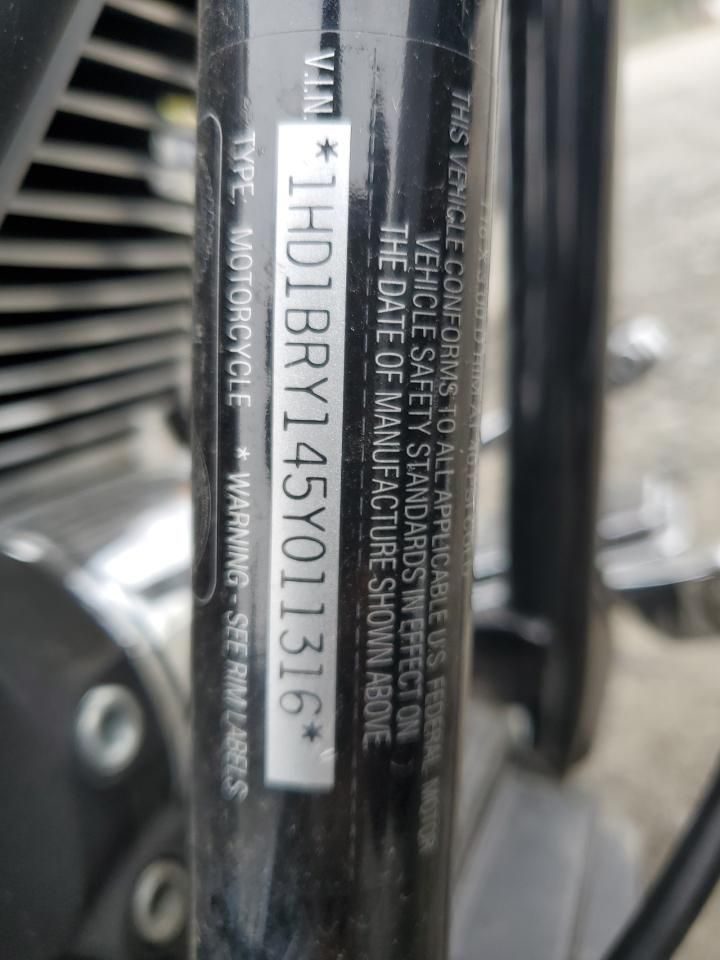 THIS VEHICLE CONFORMS TO ALL APPLICABLE U.S. FEDERAL MOTOR
VEHICLE SAFETY STANDARDS IN EFFECT ON
THE DATE OF MANUFACTURE SHOWN ABOVE
V.I.N.
*1HD1BRY145Y011316*
TYPE: MOTORCYCLE * WARNING - SEE RIM LABELS